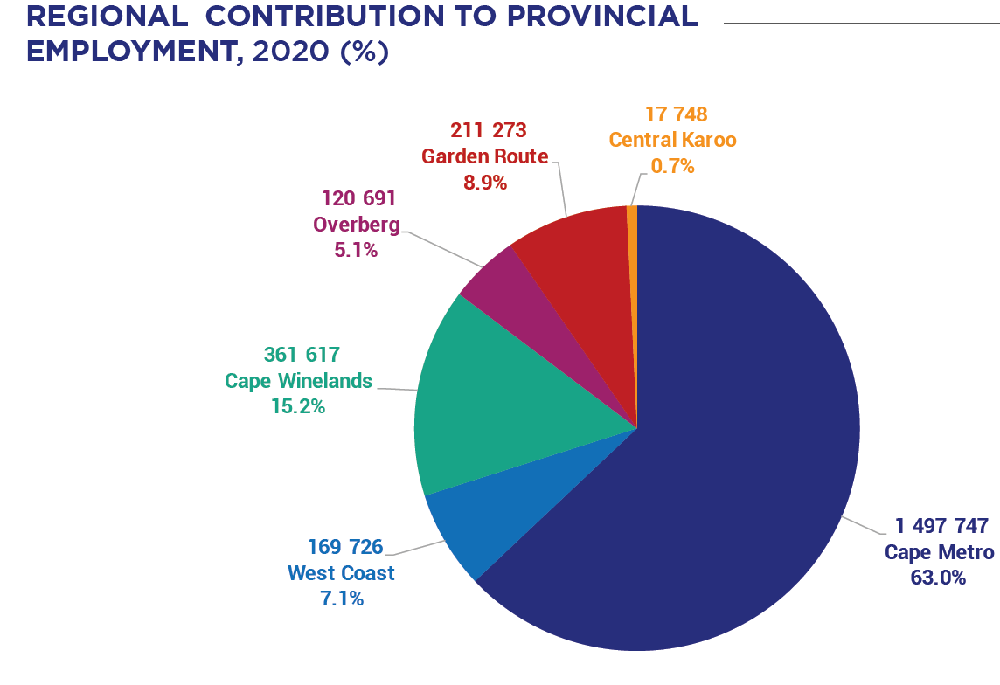 REGIONAL CONTRIBUTION TO PROVINCIAL
EMPLOYMENT, 2020 (%)
17 748
Central Karoo
0.7%
211 273
Garden Route
8.9%
120 691
Overberg
5.1%
361 617
Cape Winelands
15.2%
169 726
West Coast
7.1%
1 497 747
Cape Metro
63.0%